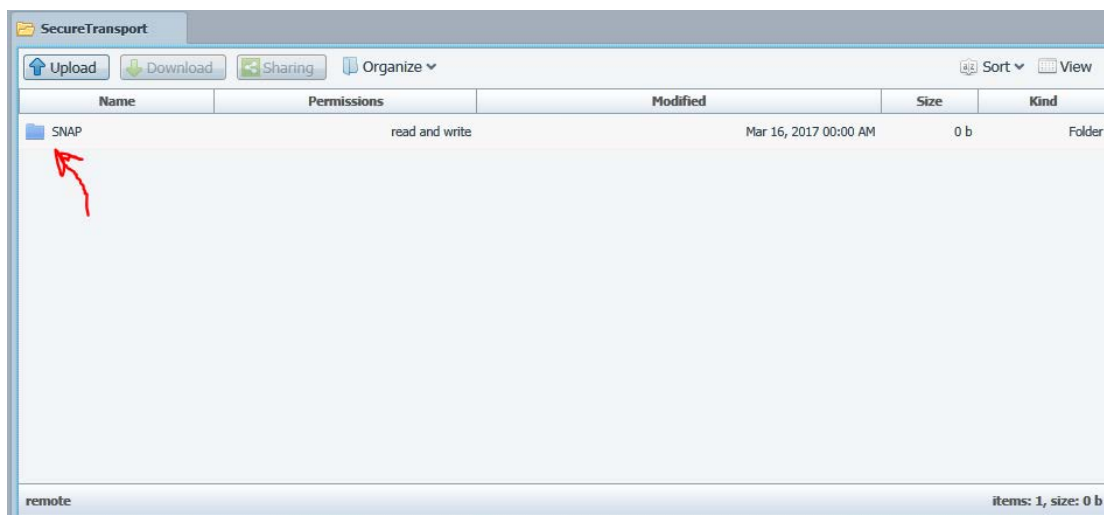 SecureTransport
Upload Download Sharing Organize Sort View
Name Permissions Modified Size Kind
SNAP read and write Mar 16, 2017 00:00 AM 0 b Folder
remote items: 1, size: 0 b